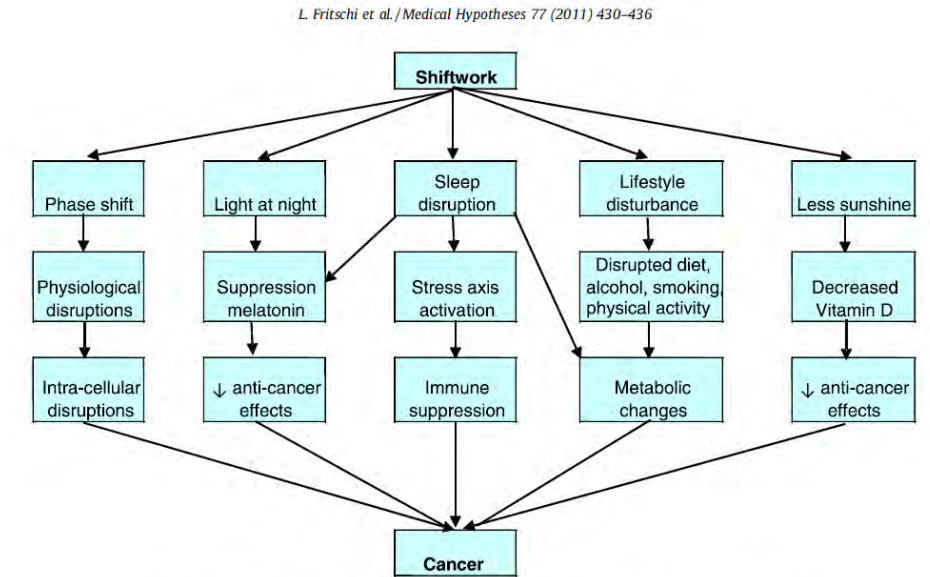 L. Fritschi et al. / Medical Hypotheses 77 (2011) 430–436
Shiftwork
Phase shift
Light at night
Sleep
disruption
Lifestyle
disturbance
Less sunshine
Physiological
disruptions
Suppression
melatonin
Stress axis
activation
Disrupted diet,
alcohol, smoking,
physical activity
Decreased
Vitamin D
Intra-cellular
disruptions
↓ anti-cancer
effects
Immune
suppression
Metabolic
changes
↓ anti-cancer
effects
Cancer